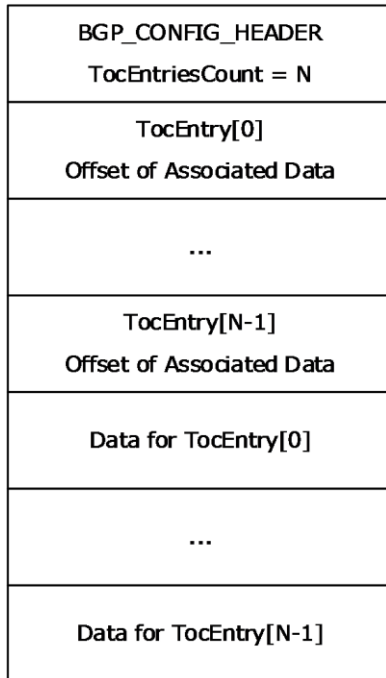 BGP_CONFIG_HEADER
TocEntriesCount = N
TocEntry[0]
Offset of Associated Data
...
TocEntry[N-1]
Offset of Associated Data
Data for TocEntry[0]
...
Data for TocEntry[N-1]